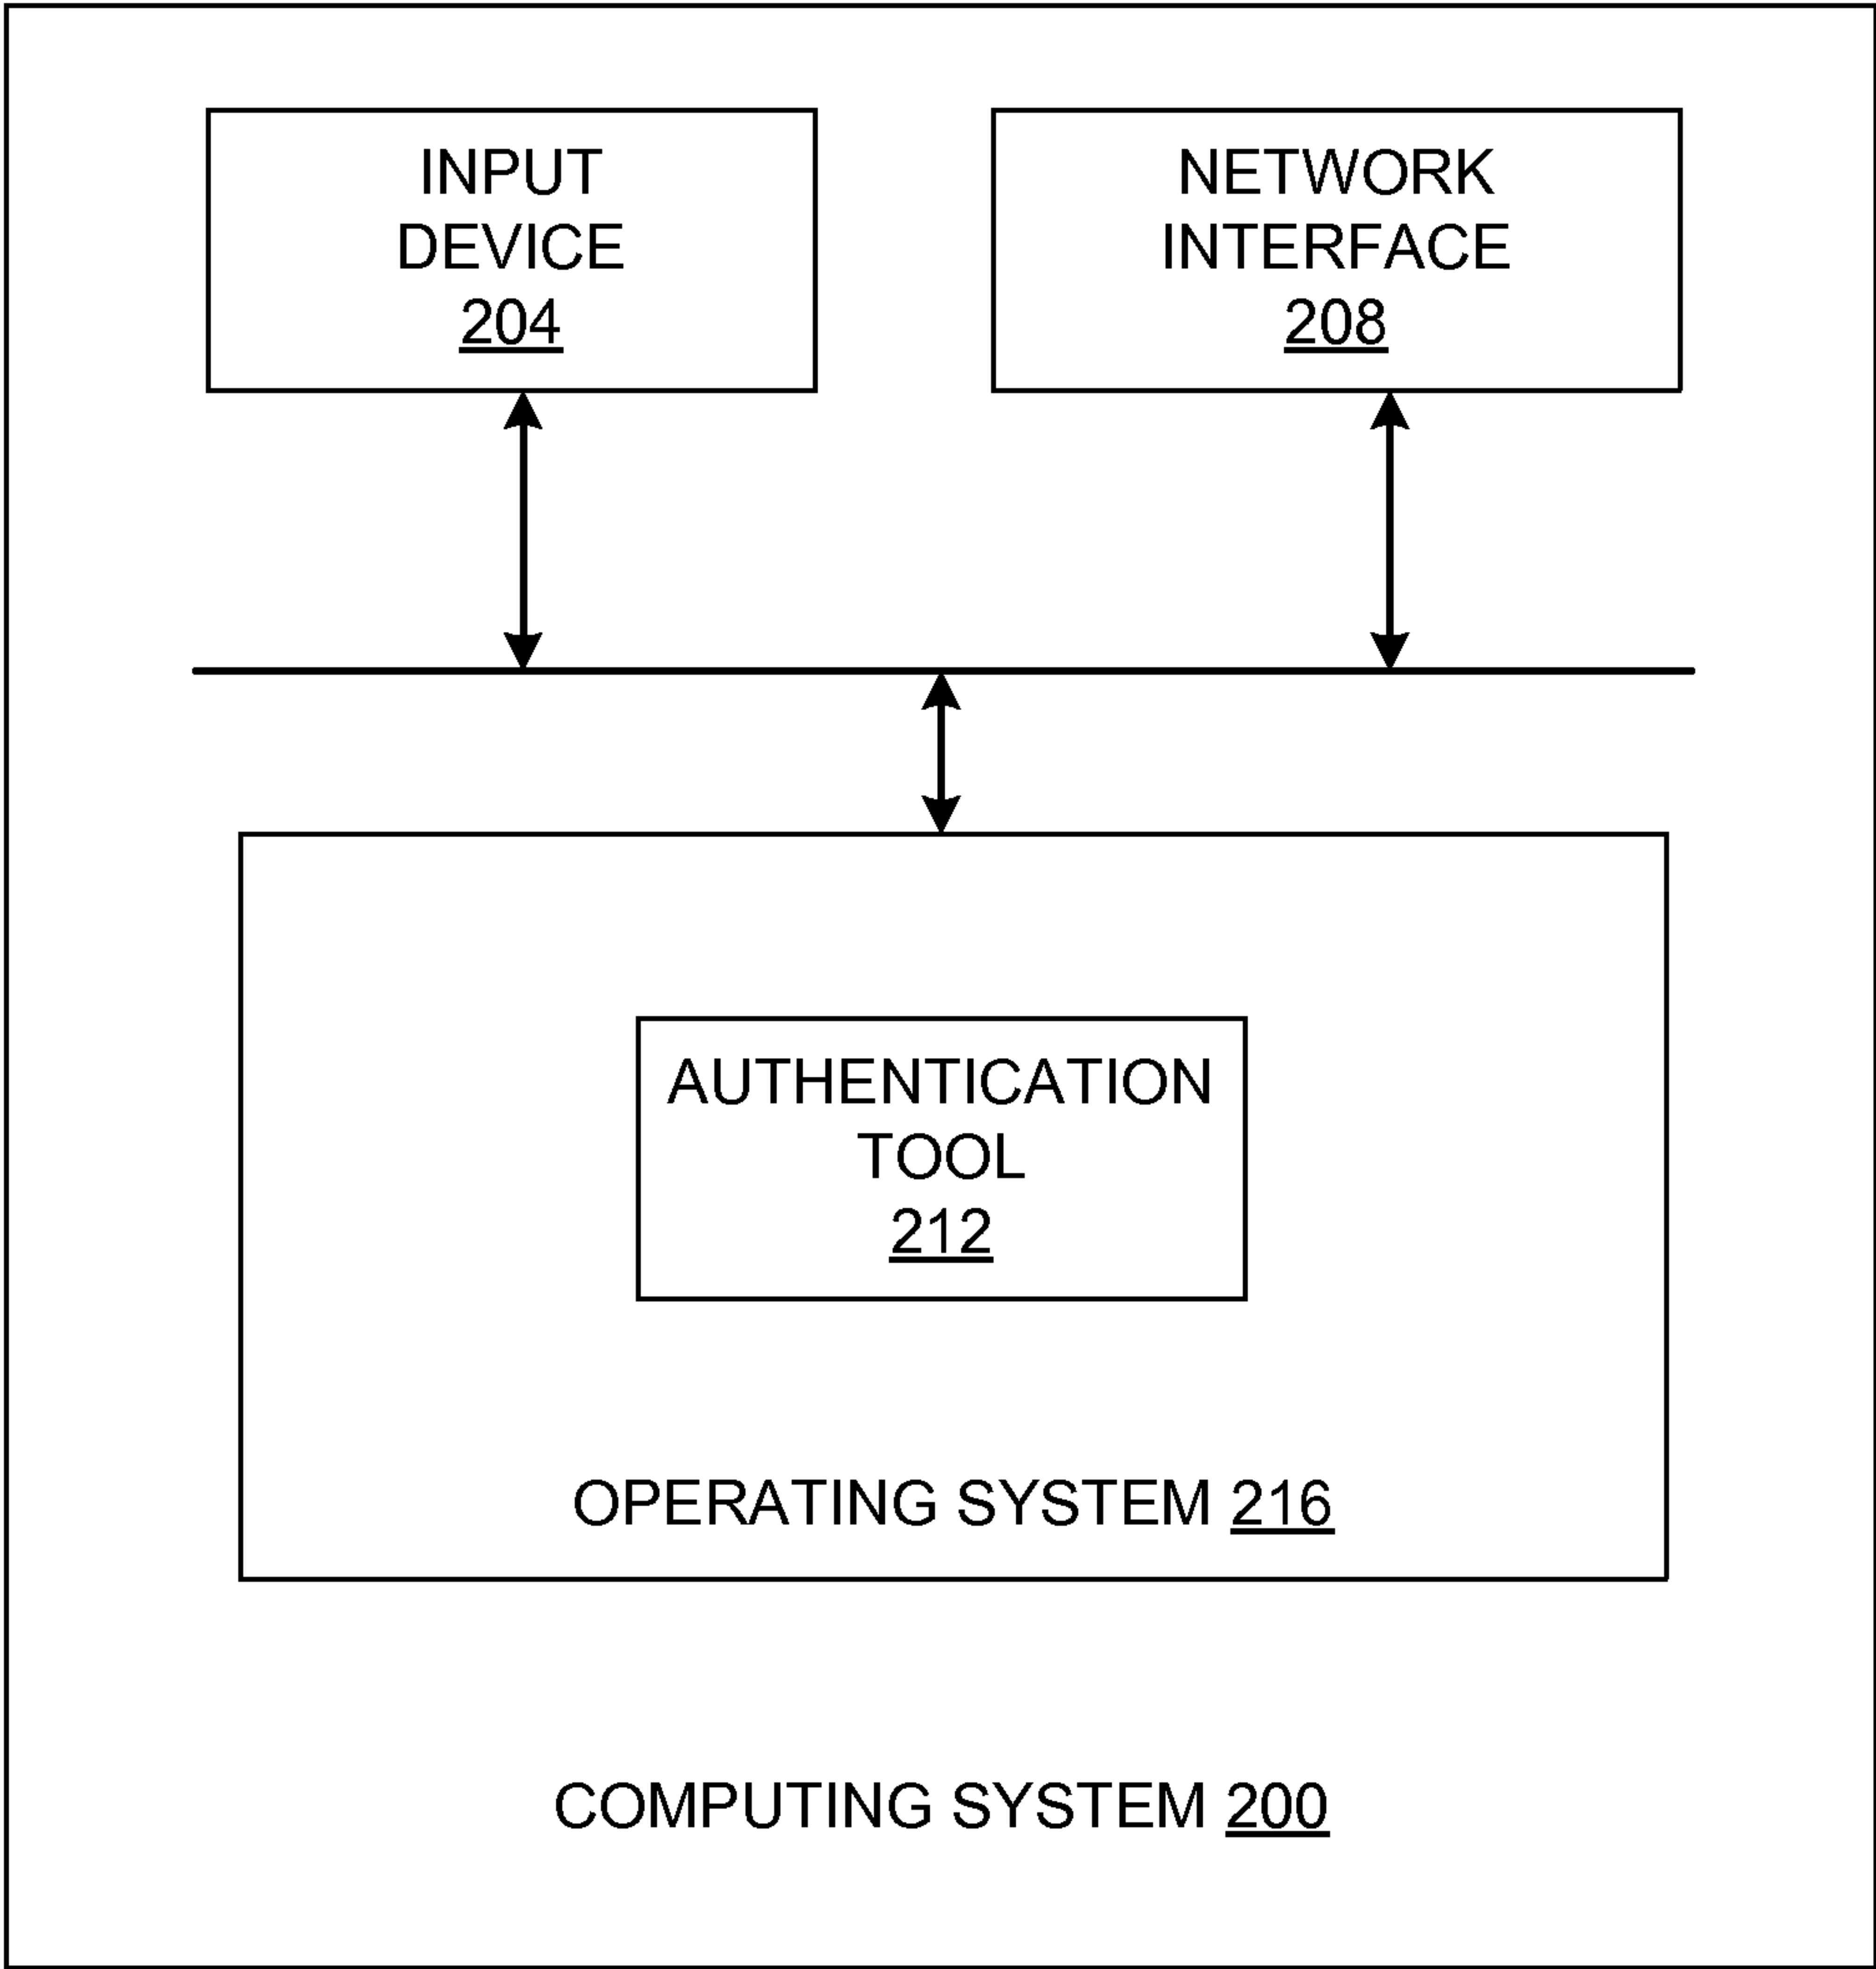 INPUT
DEVICE
204
NETWORK
INTERFACE
208
AUTHENTICATION
TOOL
212
OPERATING SYSTEM 216
COMPUTING SYSTEM 200